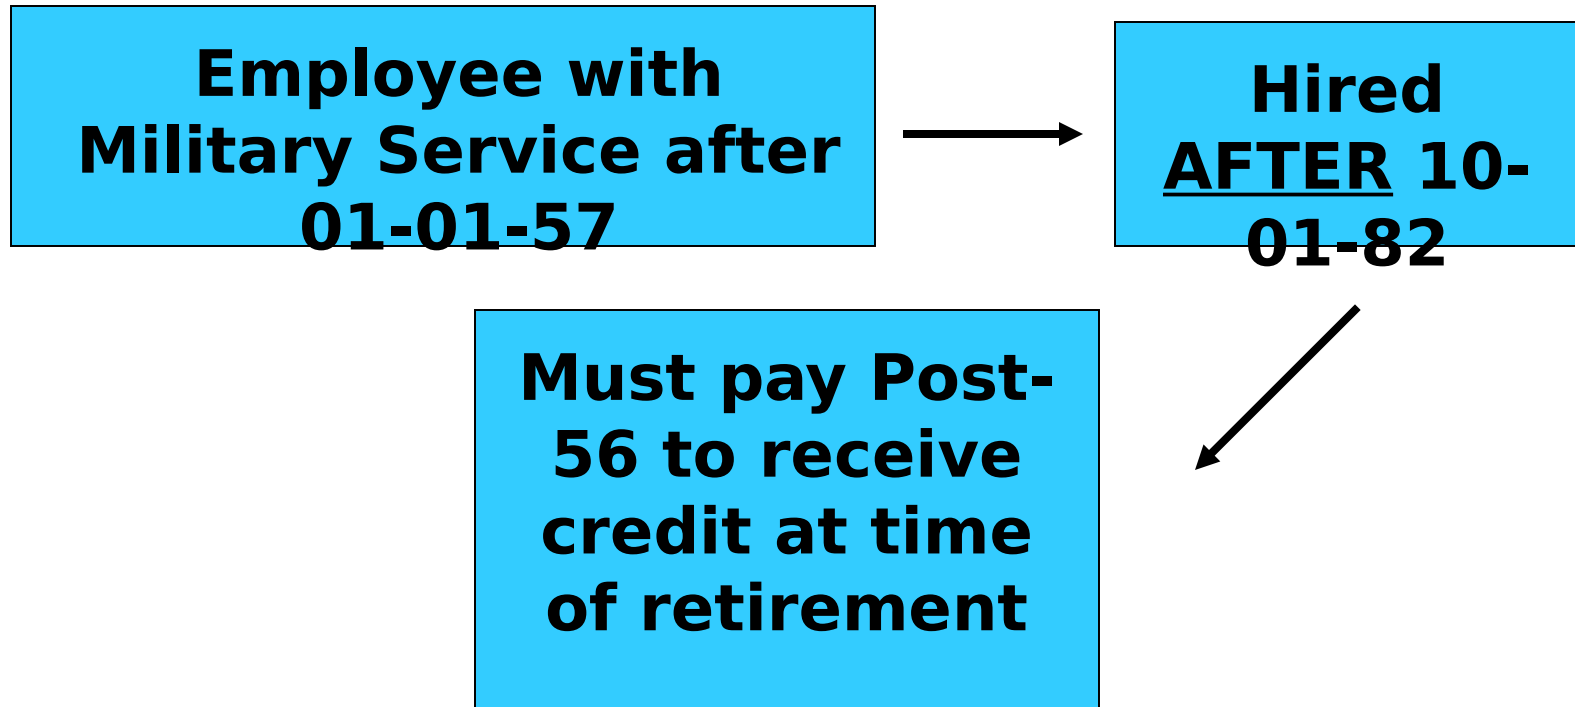 Employee with
Military Service after
01-01-57
Hired
AFTER 10-
01-82
Must pay Post-
56 to receive
credit at time
of retirement